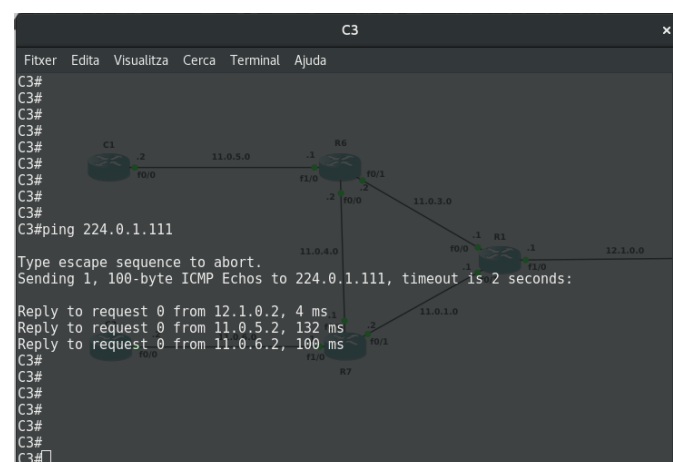 C3
Fitxer Edita Visualitza Cerca Terminal Ajuda
C3#
C3#
C3#
C3#
C3#
C3#
C3#
C3#
C3#
C3#ping 224.0.1.111
Type escape sequence to abort.
Sending 1, 100-byte ICMP Echos to 224.0.1.111, timeout is 2 seconds:
Reply to request 0 from 12.1.0.2, 4 ms
Reply to request 0 from 11.0.5.2, 132 ms
Reply to request 0 from 11.0.6.2, 100 ms
C3#
C3#
C3#
C3#
C3#
C3#
C3#
C1
.2
11.0.5.0
.1
R6
f0/0
f1/0
f0/1
.2
.2
f0/0
11.0.3.0
11.0.4.0
.1
R1
.1
12.1.0.0
f0/0
.1
f1/0
11.0.1.0
.1
.2
f0/1
f0/0
f1/0
R7